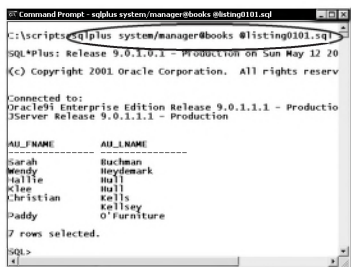 Command Prompt - sqlplus system/manager@books @listing0101.sql
C:\scripts>sqlplus system/manager@books @listing0101.sql
SQL*Plus: Release 9.0.1.0.1 - Production on Sun May 12 20
(c) Copyright 2001 Oracle Corporation.  All rights reserv
Connected to:
Oracle9i Enterprise Edition Release 9.0.1.1.1 - Productio
JServer Release 9.0.1.1.1 - Production
AU_FNAME AU_LNAME
--------------- ---------------
Sarah Buchman
Wendy Heydemark
Hallie Hull
Klee Hull
Christian Kells
Kellsey
Paddy O'Furniture
7 rows selected.
SQL>